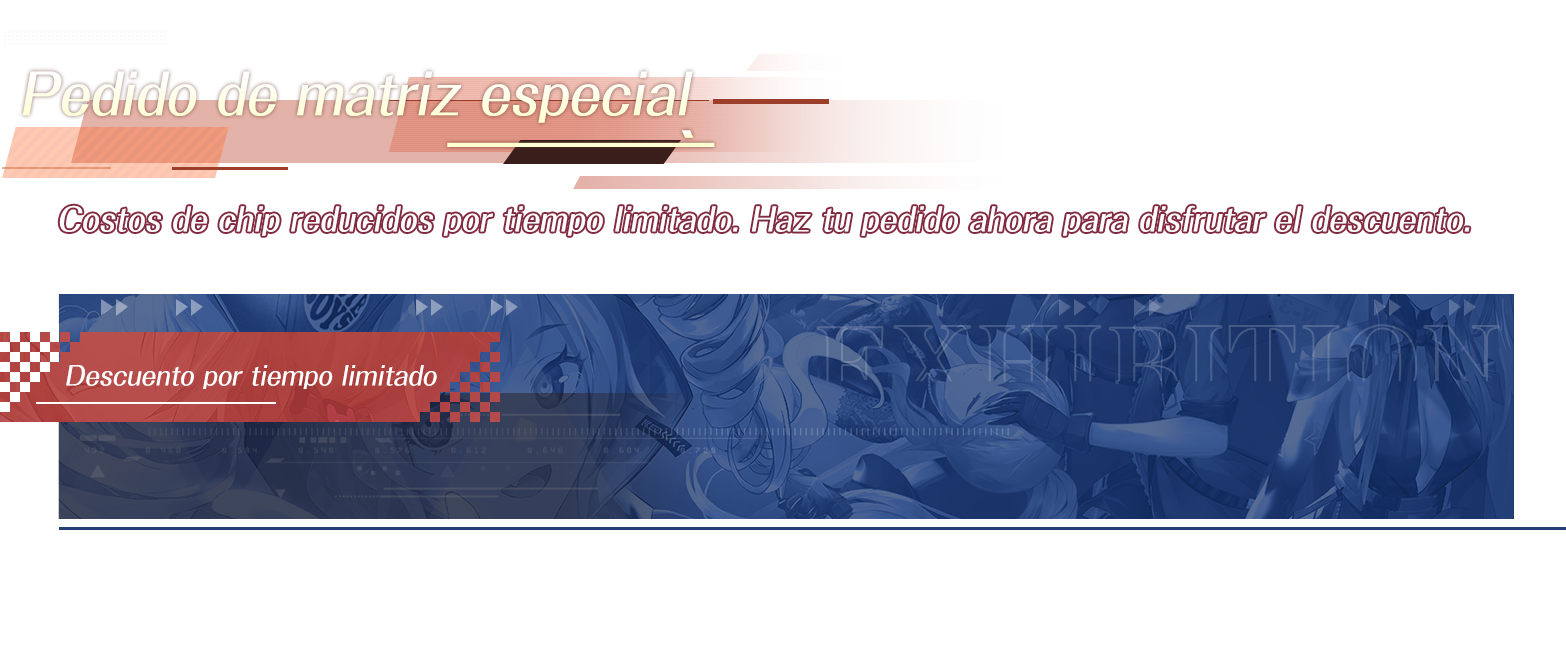 Pedido de matriz especial
Costos de chip reducidos por tiempo limitado. Haz tu pedido ahora para disfrutar el descuento.
EXHIBITION
Descuento por tiempo limitado